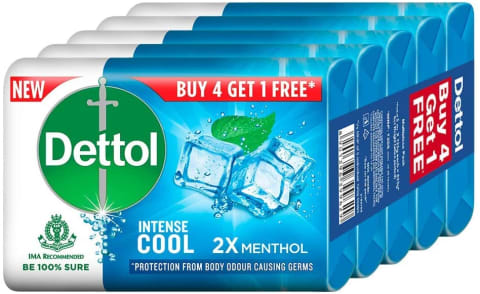 NEW
BUY 4 GET 1 FREE*
Dettol
INTENSE
COOL
2X MENTHOL
IMA RECOMMENDED
BE 100% SURE
*PROTECTION FROM BODY ODOUR CAUSING GERMS
Dettol
Buy 4
Get 1
FREE